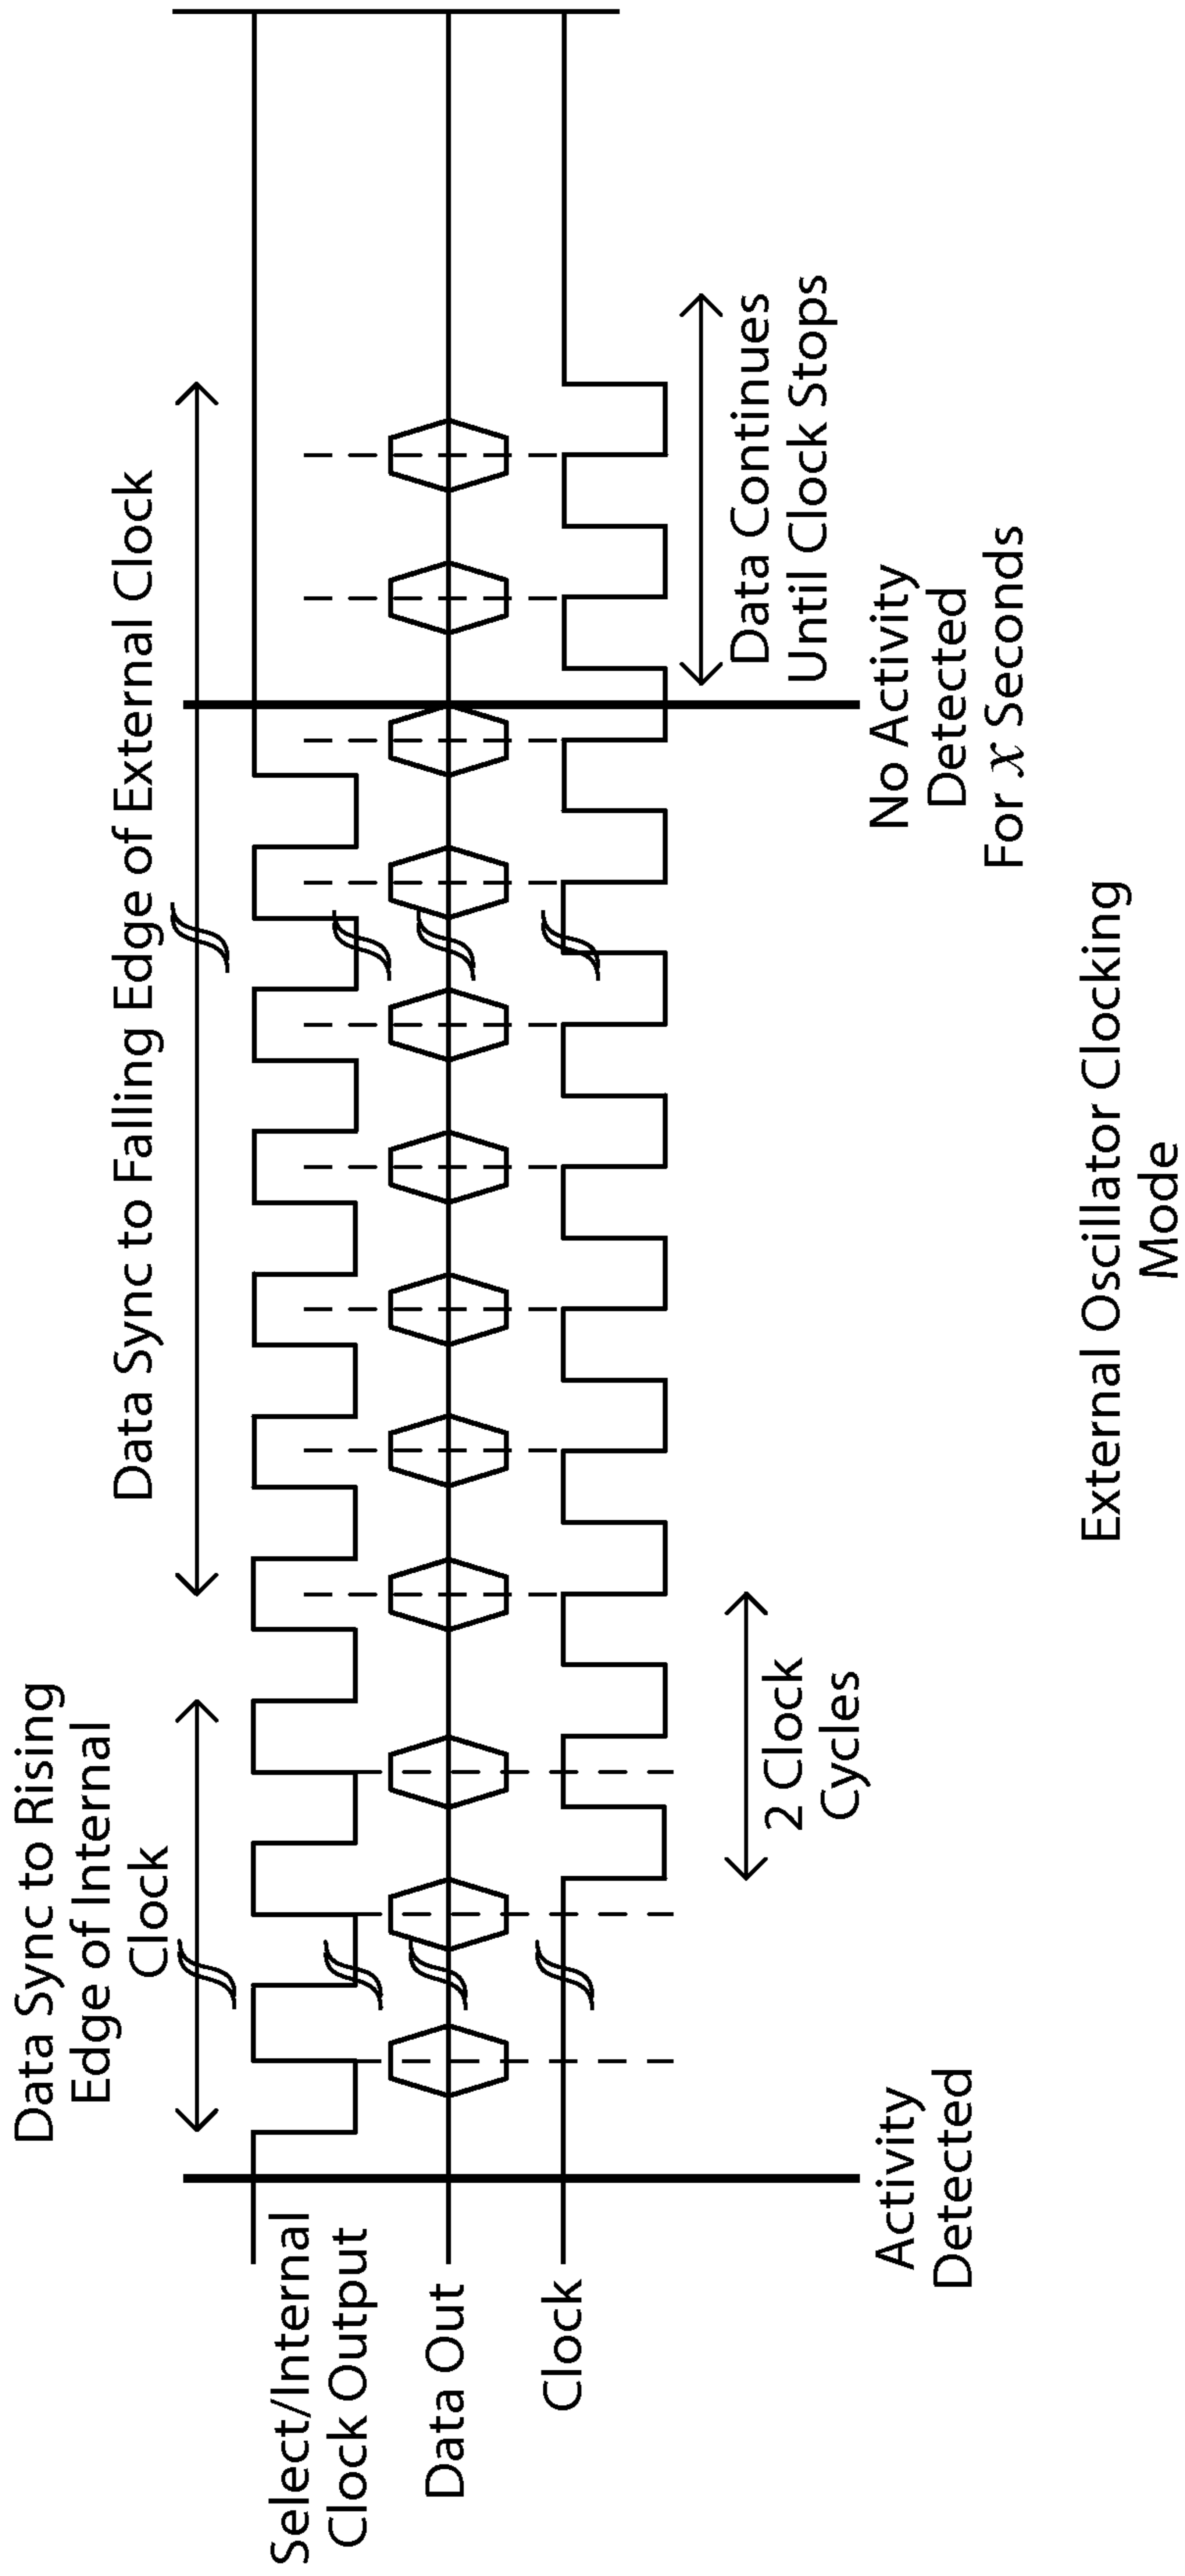 Data Sync to Rising
Edge of Internal
Clock
Data Sync to Falling Edge of External Clock
Select/Internal
Clock Output
Data Out
Clock
2 Clock
Cycles
Data Continues
Until Clock Stops
Activity
Detected
No Activity
Detected
For x Seconds
External Oscillator Clocking
Mode